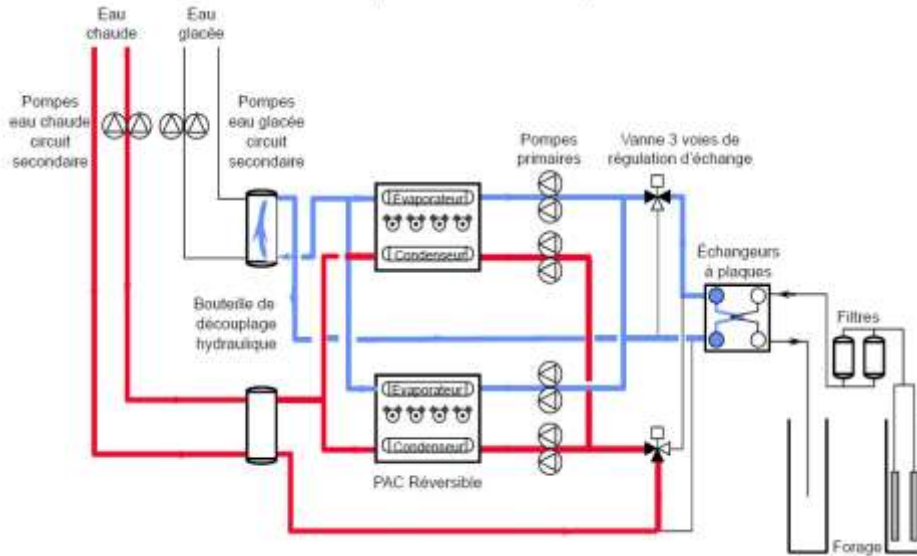 Eau
chaude
Eau
glacée
Pompes
eau chaude
circuit
secondaire
Pompes
eau glacée
circuit
secondaire
Pompes
primaires
Vanne 3 voies de
régulation d'échange
Évaporateur
Condenseur
Échangeurs
à plaques
Filtres
Bouteille de
découplage
hydraulique
Evaporateur
Condenseur
PAC Réversible
Forage